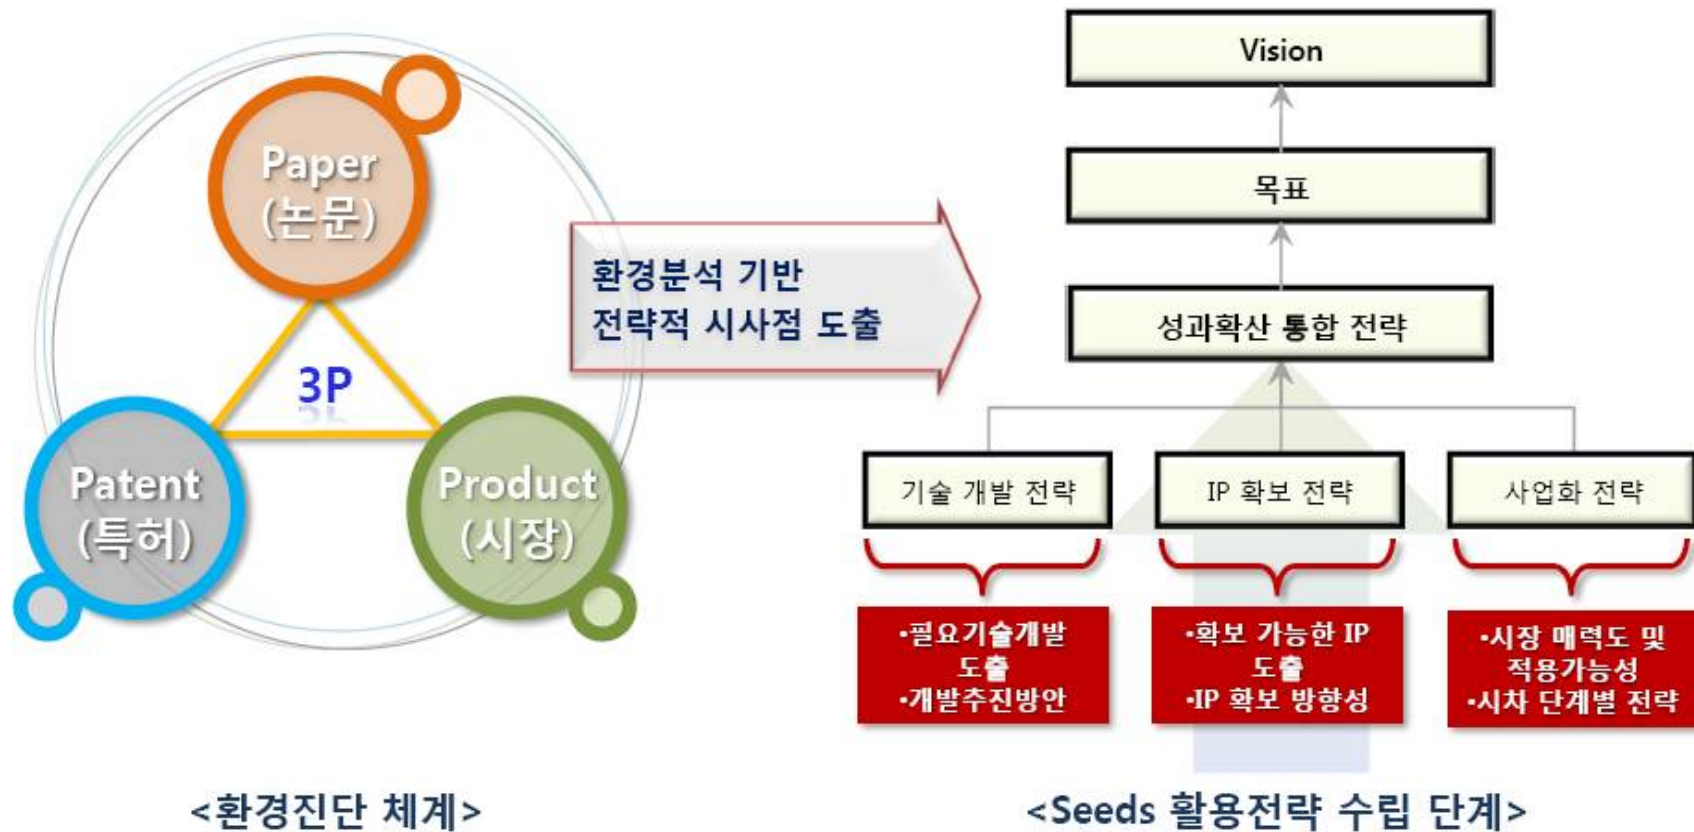 Paper
(논문)
3P
Patent
(특허)
Product
(시장)
<환경진단 체계>
환경분석 기반
전략적 시사점 도출
Vision
목표
성과확산 통합 전략
기술 개발 전략
IP 확보 전략
사업화 전략
•필요기술개발
도출
•개발추진방안
•확보 가능한 IP
도출
•IP 확보 방향성
•시장 매력도 및
적용가능성
•시차 단계별 전략
<Seeds 활용전략 수립 단계>